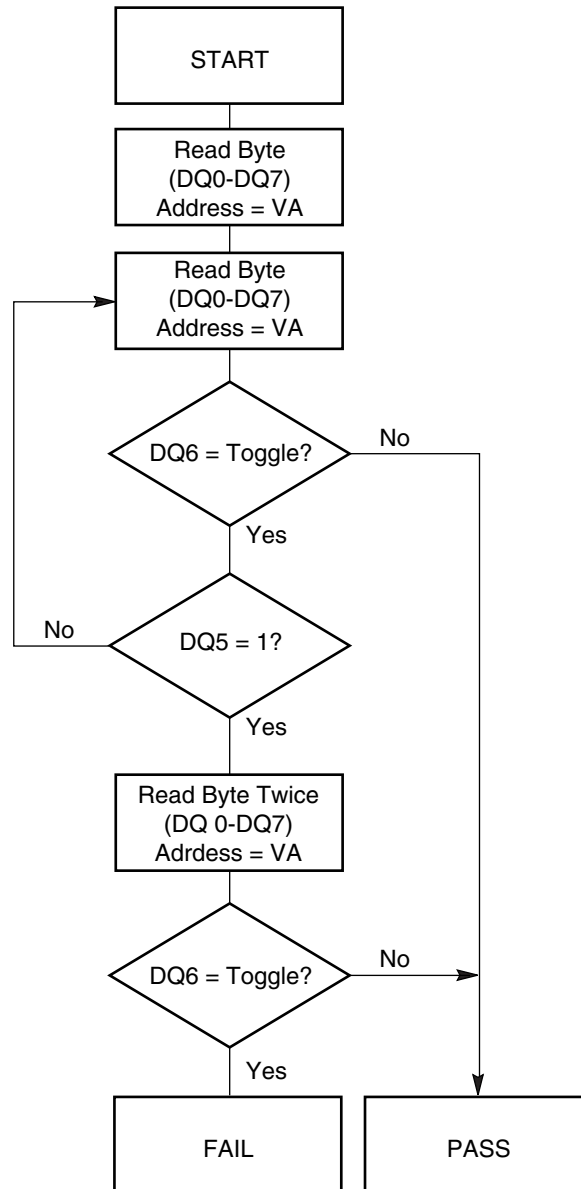 START
Read Byte
(DQ0-DQ7)
Address = VA
Read Byte
(DQ0-DQ7)
Address = VA
DQ6 = Toggle?
No
Yes
No
DQ5 = 1?
Yes
Read Byte Twice
(DQ 0-DQ7)
Adrdess = VA
DQ6 = Toggle?
No
Yes
FAIL
PASS